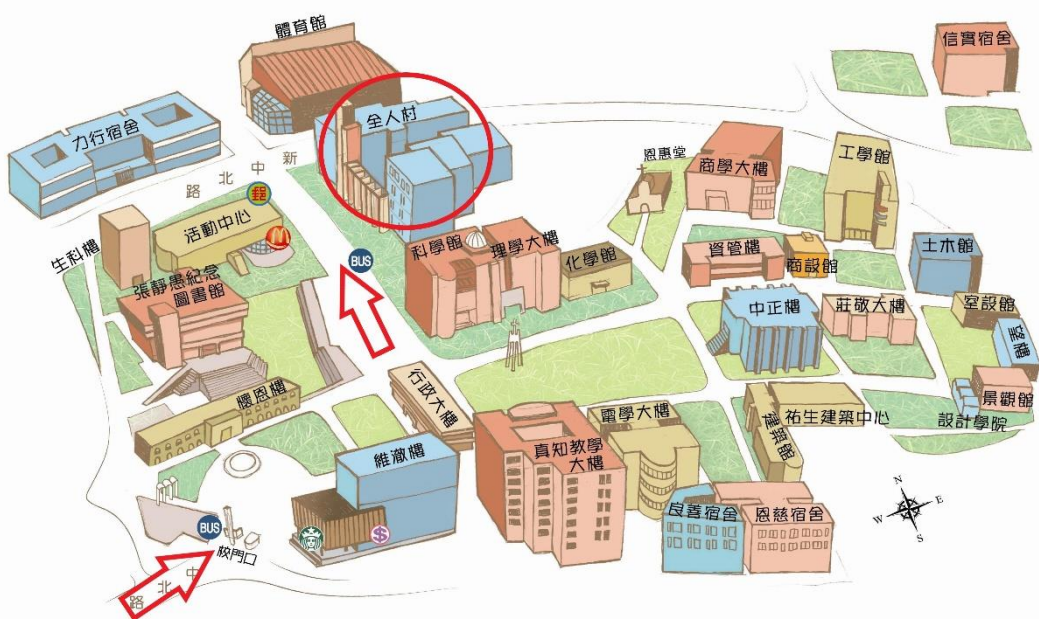 體育館
信實宿舍
全人村
力行宿舍
新中北路
恩惠堂
商學大樓
工學館
郵
活動中心
生科樓
科學館
理學大樓
化學館
資管樓
商設館
土木館
BUS
張靜愚紀念
圖書館
中正樓
莊敬大樓
室設館
望樓
行政大樓
懷恩樓
景觀館
電學大樓
祐生建築中心
設計學院
真知教學
大樓
建築館
維澈樓
N
W
E
S
良善宿舍
恩慈宿舍
BUS
$
校門口
中北路